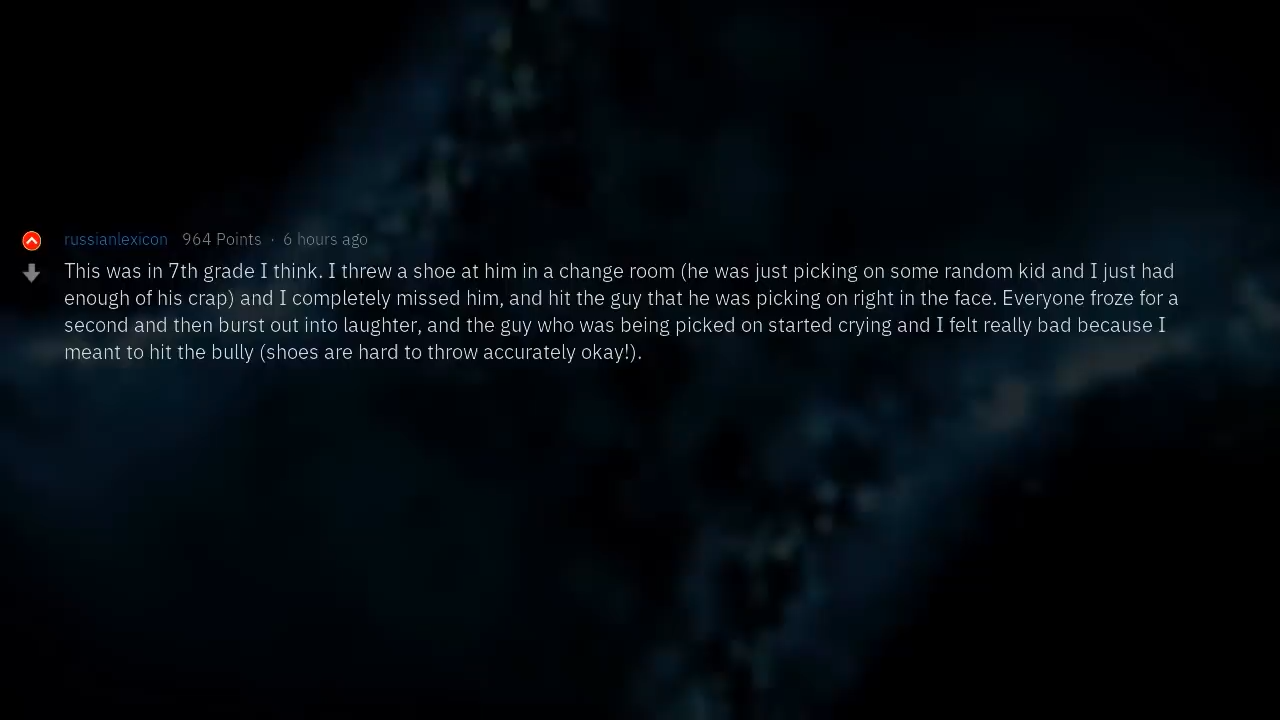 russianlexicon 964 Points · 6 hours ago
This was in 7th grade I think. I threw a shoe at him in a change room (he was just picking on some random kid and I just had
enough of his crap) and I completely missed him, and hit the guy that he was picking on right in the face. Everyone froze for a
second and then burst out into laughter, and the guy who was being picked on started crying and I felt really bad because I
meant to hit the bully (shoes are hard to throw accurately okay!).